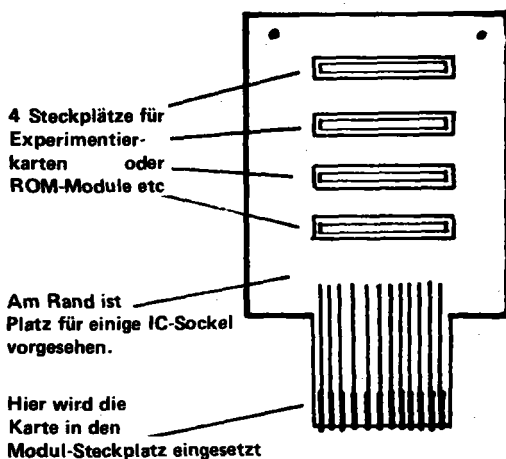 4 Steckplätze für
Experimentier-
karten oder
ROM-Module etc
Am Rand ist
Platz für einige IC-Sockel
vorgesehen.
Hier wird die
Karte in den
Modul-Steckplatz eingesetzt